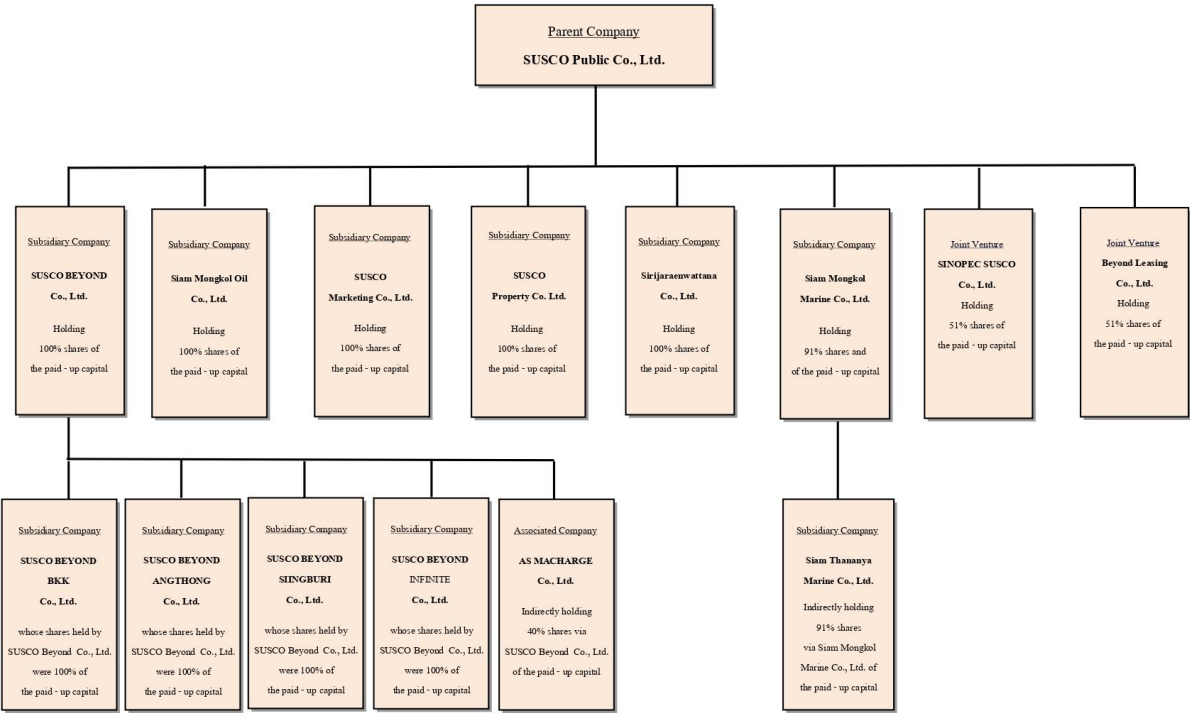 Parent Company
SUSCO Public Co., Ltd.
Subsidiary Company
SUSCO BEYOND
Co., Ltd.
Holding
100% shares of
the paid - up capital
Subsidiary Company
Siam Mongkol Oil
Co., Ltd.
Holding
100% shares of
the paid - up capital
Subsidiary Company
SUSCO
Marketing Co., Ltd.
Holding
100% shares of
the paid - up capital
Subsidiary Company
SUSCO
Property Co. Ltd.
Holding
100% shares of
the paid - up capital
Subsidiary Company
Sirijaraenwattana
Co., Ltd.
Holding
100% shares of
the paid - up capital
Subsidiary Company
Siam Mongkol
Marine Co., Ltd.
Holding
91% shares and
of the paid - up capital
Joint Venture
SINOPEC SUSCO
Co., Ltd.
Holding
51% shares of
the paid - up capital
Joint Venture
Beyond Leasing
Co., Ltd.
Holding
51% shares of
the paid - up capital
Subsidiary Company
SUSCO BEYOND
BKK
Co., Ltd.
whose shares held by
SUSCO Beyond Co., Ltd.
were 100% of
the paid - up capital
Subsidiary Company
SUSCO BEYOND
ANGTHONG
Co., Ltd.
whose shares held by
SUSCO Beyond Co., Ltd.
were 100% of
the paid - up capital
Subsidiary Company
SUSCO BEYOND
SIINGBURI
Co., Ltd.
whose shares held by
SUSCO Beyond Co., Ltd.
were 100% of
the paid - up capital
Subsidiary Company
SUSCO BEYOND
INFINITE
Co., Ltd.
whose shares held by
SUSCO Beyond Co., Ltd.
were 100% of
the paid - up capital
Associated Company
AS MACHARGE
Co., Ltd.
Indirectly holding
40% shares via
SUSCO Beyond Co., Ltd.
of the paid - up capital
Subsidiary Company
Siam Thananya
Marine Co., Ltd.
Indirectly holding
91% shares
via Siam Mongkol
Marine Co., Ltd. of
the paid - up capital